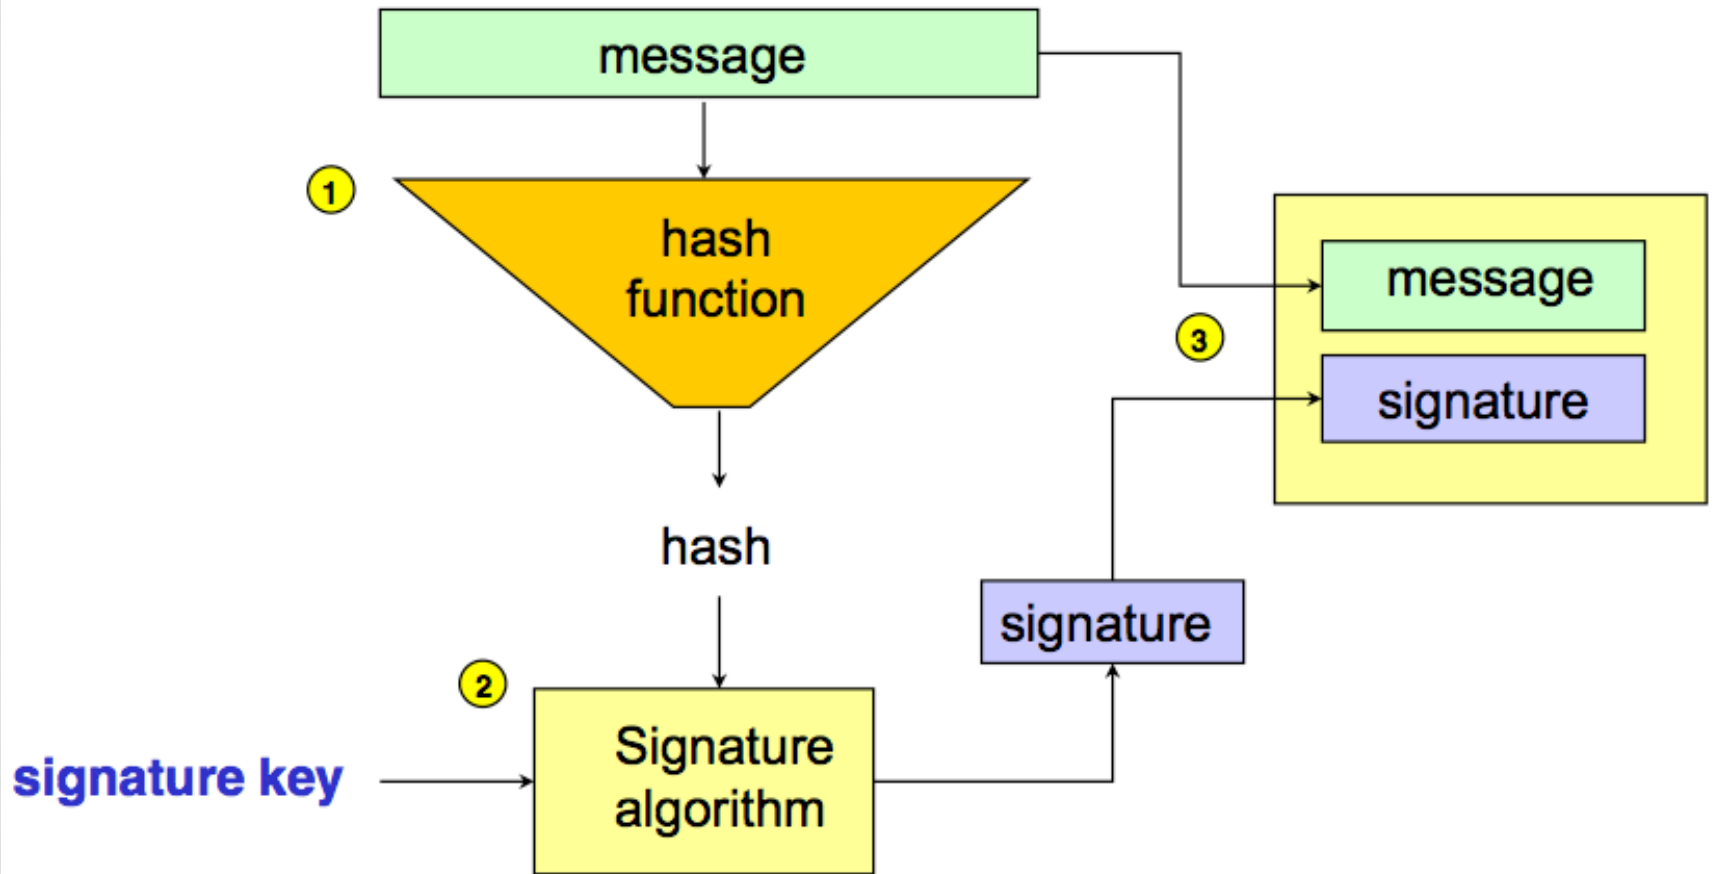 message
1
hash
function
message
3
signature
hash
signature
2
Signature
algorithm
signature key